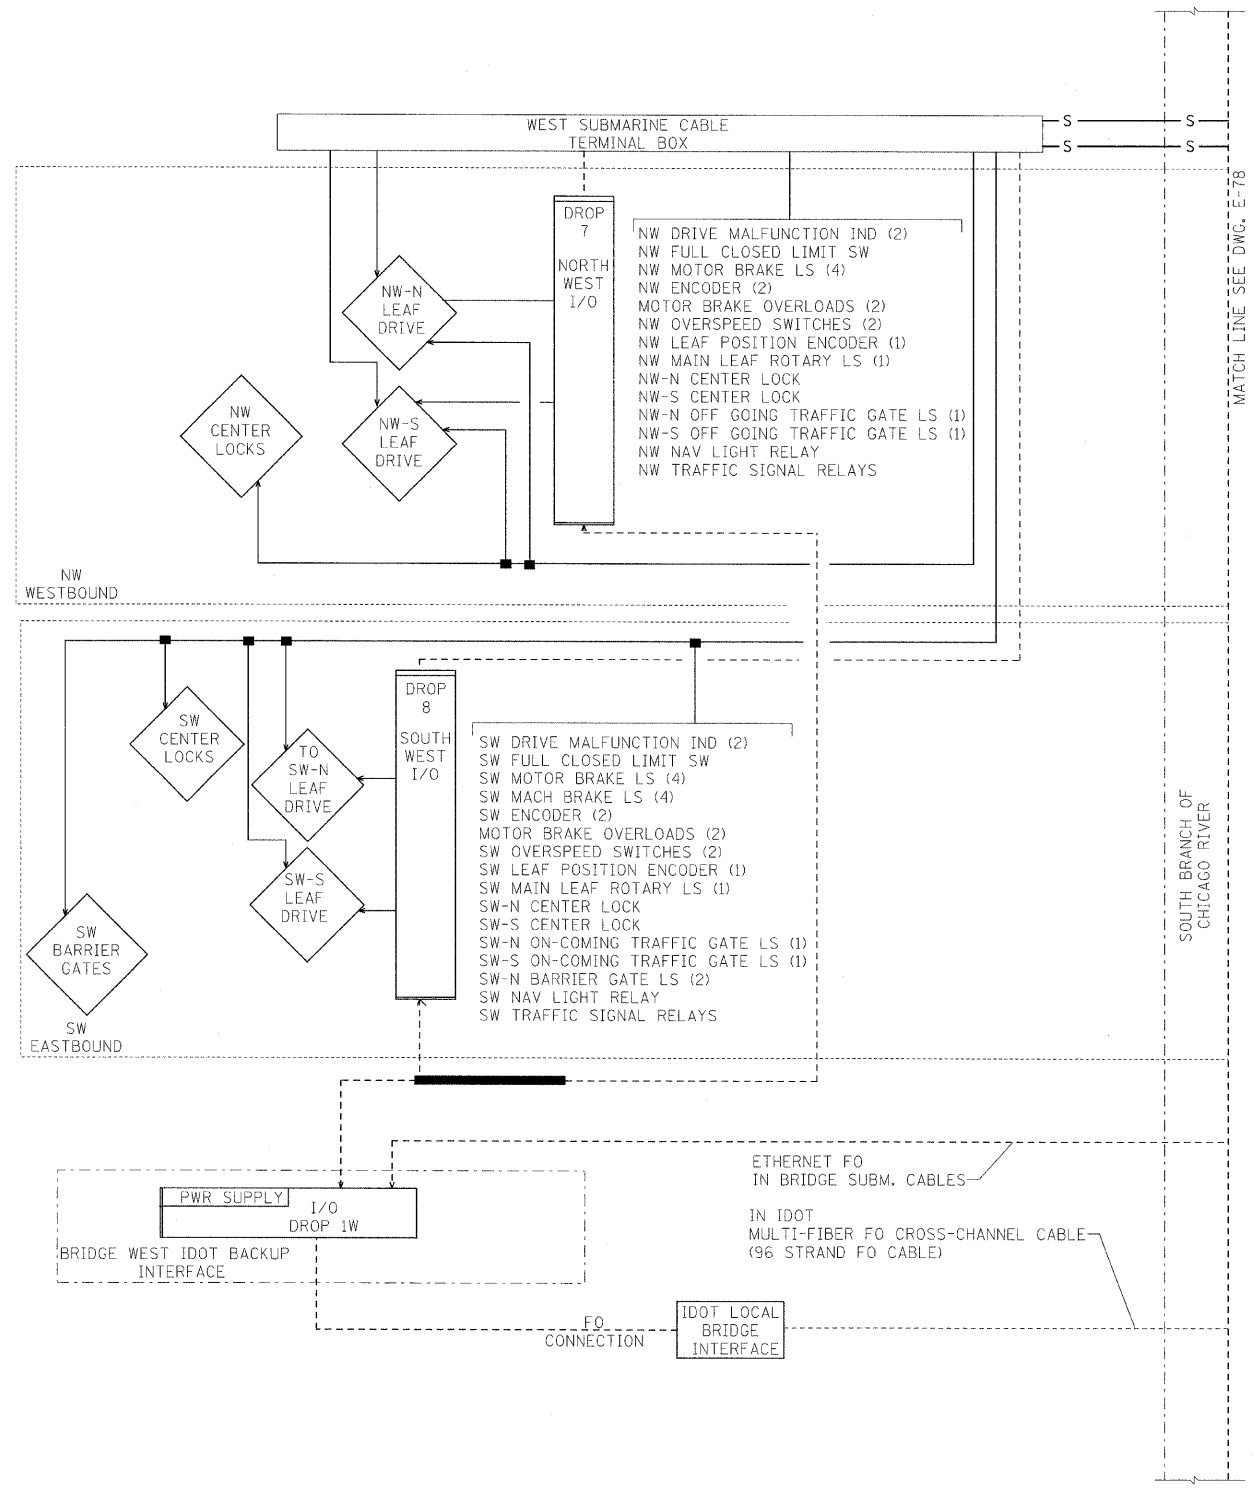 WEST SUBMARINE CABLE
TERMINAL BOX
S
S
S
S
MATCH LINE SEE DWG. E-78
DROP
7
NORTH
WEST
I/O
NW DRIVE MALFUNCTION IND (2)
NW FULL CLOSED LIMIT SW
NW MOTOR BRAKE LS (4)
NW ENCODER (2)
MOTOR BRAKE OVERLOADS (2)
NW OVERSPEED SWITCHES (2)
NW LEAF POSITION ENCODER (1)
NW MAIN LEAF ROTARY LS (1)
NW-N CENTER LOCK
NW-S CENTER LOCK
NW-N OFF GOING TRAFFIC GATE LS (1)
NW-S OFF GOING TRAFFIC GATE LS (1)
NW NAV LIGHT RELAY
NW TRAFFIC SIGNAL RELAYS
NW-N
LEAF
DRIVE
NW
CENTER
LOCKS
NW-S
LEAF
DRIVE
NW
WESTBOUND
DROP
8
SOUTH
WEST
I/O
SW
CENTER
LOCKS
TO
SW-N
LEAF
DRIVE
SW-S
LEAF
DRIVE
SW
BARRIER
GATES
SW
EASTBOUND
SW DRIVE MALFUNCTION IND (2)
SW FULL CLOSED LIMIT SW
SW MOTOR BRAKE LS (4)
SW MACH BRAKE LS (4)
SW ENCODER (2)
MOTOR BRAKE OVERLOADS (2)
SW OVERSPEED SWITCHES (2)
SW LEAF POSITION ENCODER (1)
SW MAIN LEAF ROTARY LS (1)
SW-N CENTER LOCK
SW-S CENTER LOCK
SW-N ON-COMING TRAFFIC GATE LS (1)
SW-S ON-COMING TRAFFIC GATE LS (1)
SW-N BARRIER GATE LS (2)
SW NAV LIGHT RELAY
SW TRAFFIC SIGNAL RELAYS
SOUTH BRANCH OF
CHICAGO RIVER
ETHERNET FO
IN BRIDGE SUBM. CABLES
IN IDOT
MULTI-FIBER FO CROSS-CHANNEL CABLE
(96 STRAND FO CABLE)
PWR SUPPLY
I/O
DROP 1W
BRIDGE WEST IDOT BACKUP
INTERFACE
FO
CONNECTION
IDOT LOCAL
BRIDGE
INTERFACE